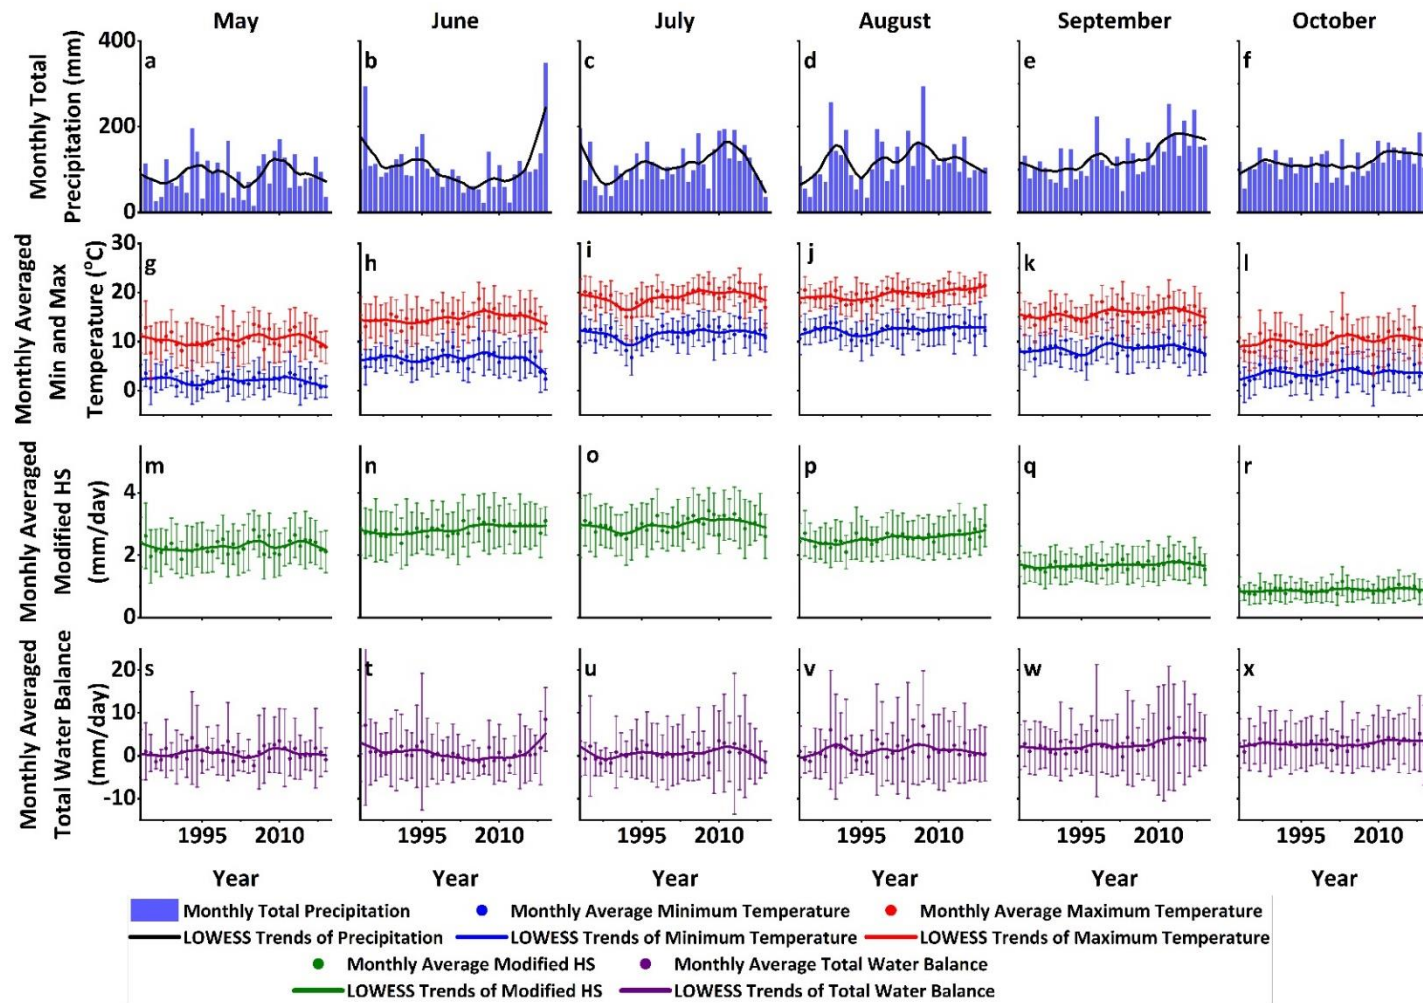 May June July August September October
Monthly Total
Precipitation (mm)
400
200
0
a b c d e f
Monthly Averaged
Min and Max
Temperature (°C)
30
20
10
0
g h i j k l
Monhly Averaged
Modified HS
(mm/day)
4
2
0
m n o p q r
Monthly Averaged
Total Water Balance
(mm/day)
20
10
0
-10
s t u v w x
1995 2010 1995 2010 1995 2010 1995 2010 1995 2010 1995 2010
Year Year Year Year Year Year
Monthly Total Precipitation Monthly Average Minimum Temperature Monthly Average Maximum Temperature
LOWESS Trends of Precipitation LOWESS Trends of Minimum Temperature LOWESS Trends of Maximum Temperature
Monthly Average Modified HS Monthly Average Total Water Balance
LOWESS Trends of Modified HS LOWESS Trends of Total Water Balance